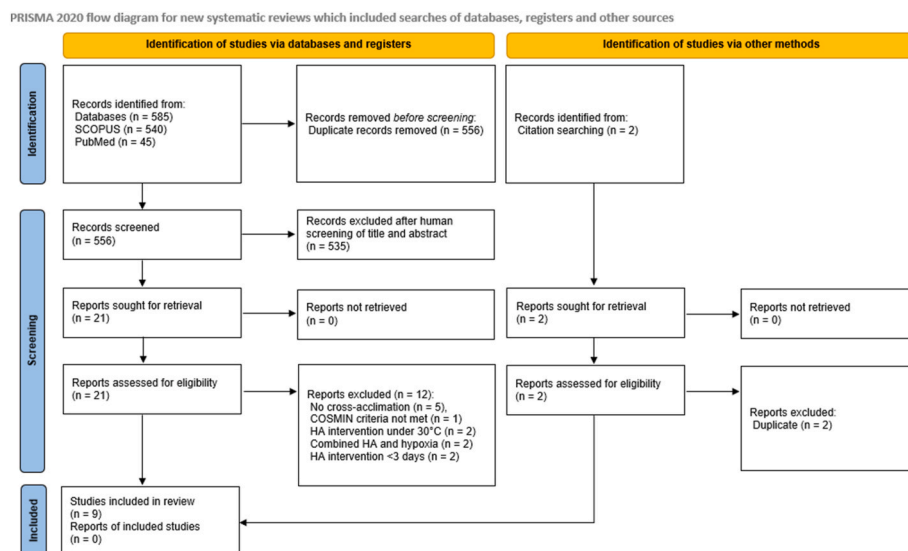 PRISMA 2020 flow diagram for new systematic reviews which included searches of databases, registers and other sources
Identification of studies via databases and registers
Identification of studies via other methods
Identification
Records identified from:
Databases (n = 585)
SCOPUS (n = 540)
PubMed (n = 45)
Records removed before screening:
Duplicate records removed (n = 556)
Records identified from:
Citation searching (n = 2)
Screening
Records screened
(n = 556)
Records excluded after human
screening of title and abstract
(n = 535)
Reports sought for retrieval
(n = 21)
Reports not retrieved
(n = 0)
Reports sought for retrieval
(n = 2)
Reports not retrieved
(n = 0)
Reports assessed for eligibility
(n = 21)
Reports excluded (n = 12):
No cross-acclimation (n = 5),
COSMIN criteria not met (n = 1)
HA intervention under 30°C (n = 2)
Combined HA and hypoxia (n = 2)
HA intervention <3 days (n = 2)
Reports assessed for eligibility
(n = 2)
Reports excluded:
Duplicate (n = 2)
Included
Studies included in review
(n = 9)
Reports of included studies
(n = 0)